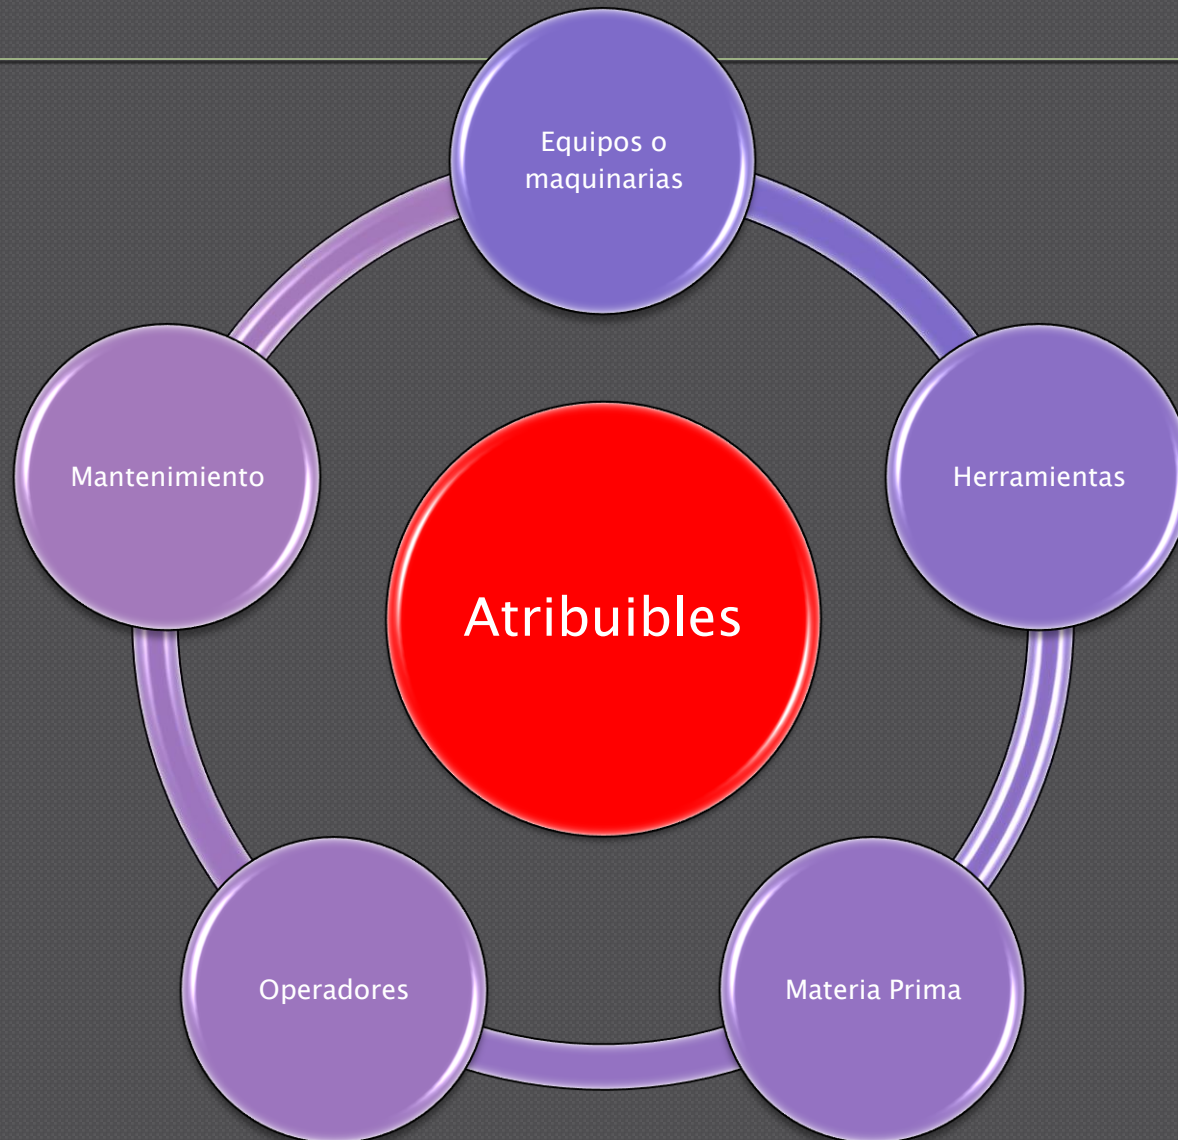 Equipos o
maquinarias
Mantenimiento
Herramientas
Atribuibles
Operadores
Materia Prima